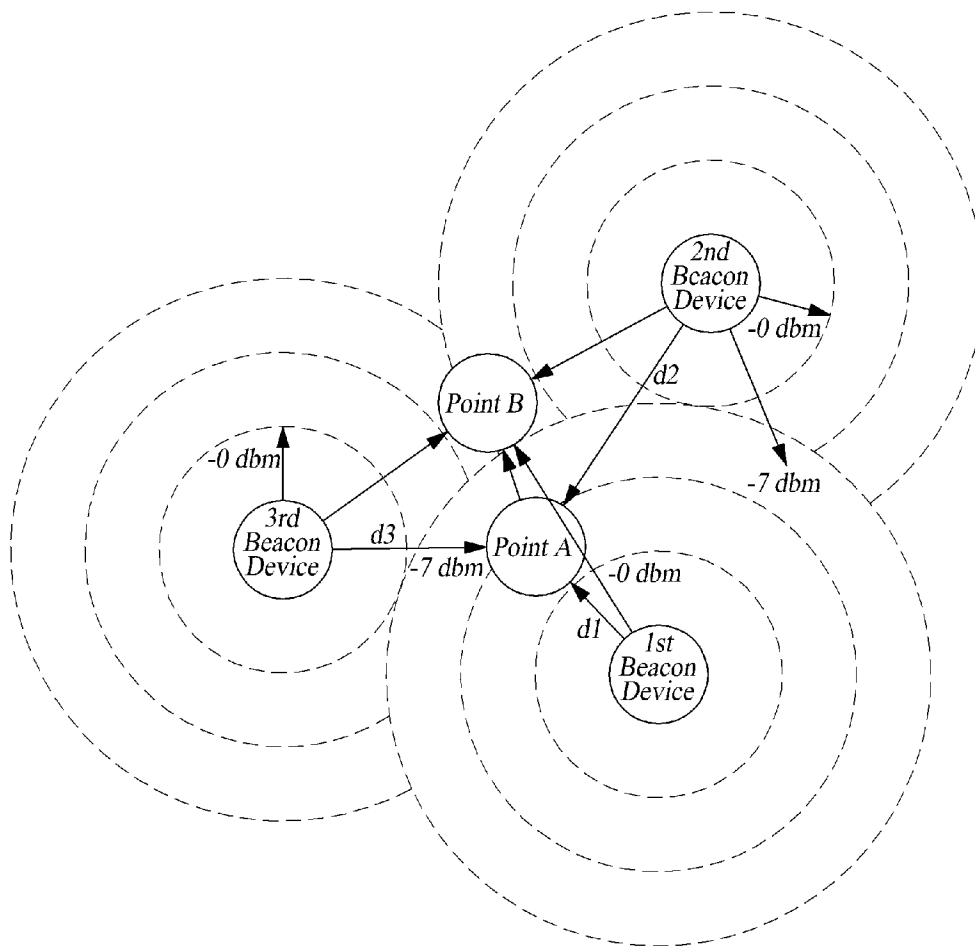 2nd
Beacon
Device
-0 dbm
d2
-7 dbm
Point B
-0 dbm
3rd
Beacon
Device
d3
-7 dbm
Point A
-0 dbm
d1
1st
Beacon
Device